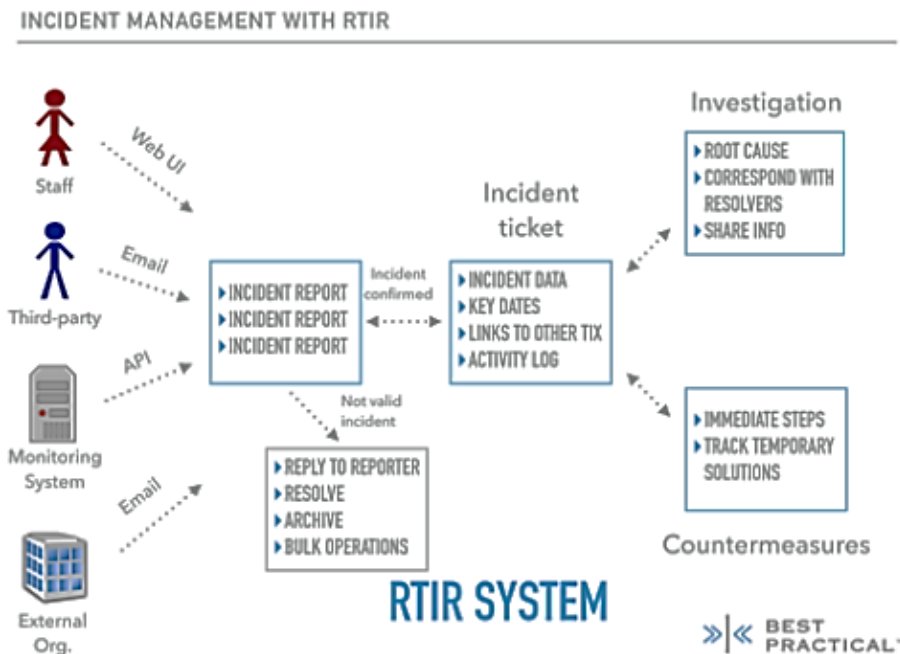 INCIDENT MANAGEMENT WITH RTIR
Staff
Web UI
Third-party
Email
Monitoring
System
API
External
Org.
Email
INCIDENT REPORT
INCIDENT REPORT
INCIDENT REPORT
Incident
confirmed
Not valid
incident
REPLY TO REPORTER
RESOLVE
ARCHIVE
BULK OPERATIONS
Incident
ticket
INCIDENT DATA
KEY DATES
LINKS TO OTHER TIX
ACTIVITY LOG
Investigation
ROOT CAUSE
CORRESPOND WITH
RESOLVERS
SHARE INFO
IMMEDIATE STEPS
TRACK TEMPORARY
SOLUTIONS
Countermeasures
RTIR SYSTEM
BEST
PRACTICAL